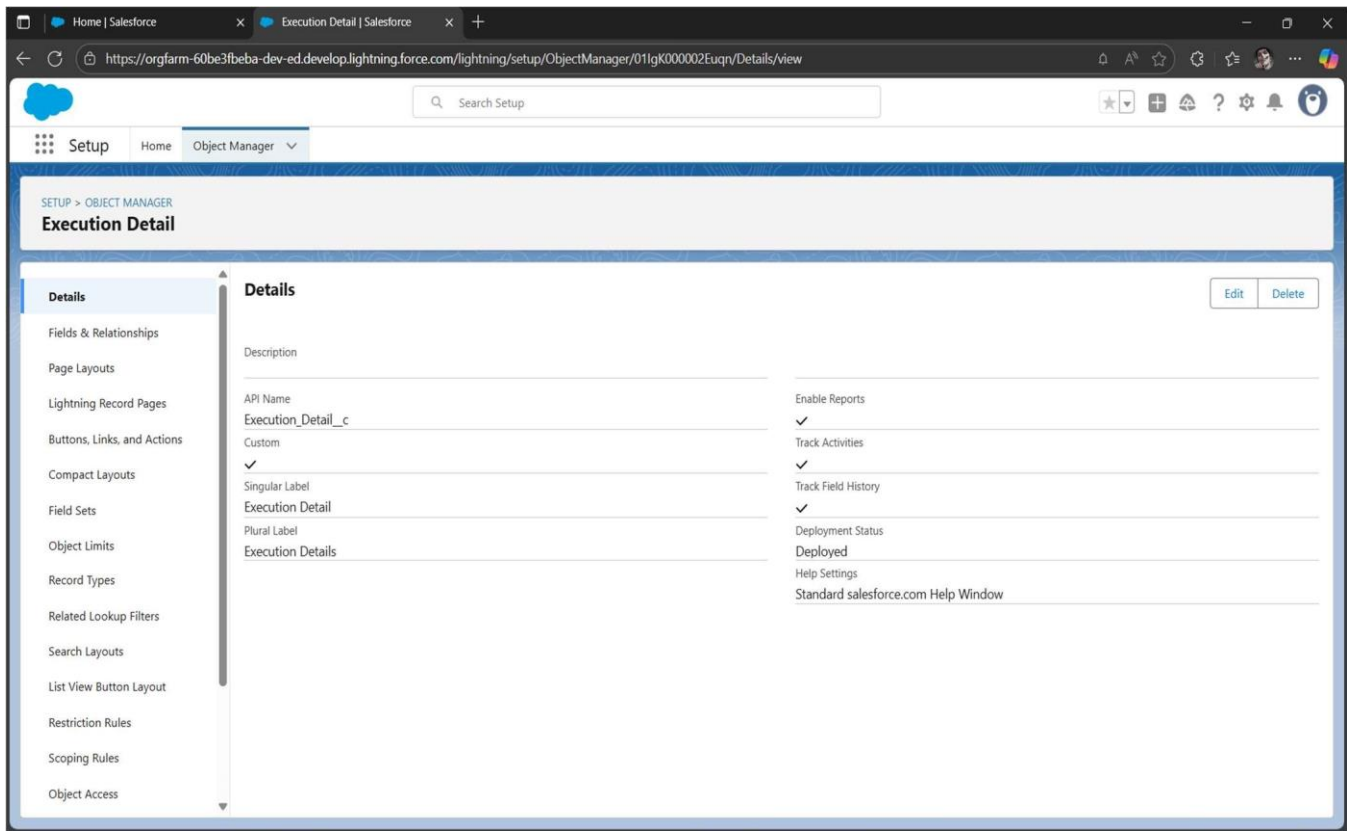 Home | Salesforce
Execution Detail | Salesforce
https://orgfarm-60be3fbeba-dev-ed.develop.lightning.force.com/lightning/setup/ObjectManager/01IgK000002Euqn/Details/view
Search Setup
Setup
Home
Object Manager
SETUP > OBJECT MANAGER
Execution Detail
Details
Fields & Relationships
Page Layouts
Lightning Record Pages
Buttons, Links, and Actions
Compact Layouts
Field Sets
Object Limits
Record Types
Related Lookup Filters
Search Layouts
List View Button Layout
Restriction Rules
Scoping Rules
Object Access
Details
Edit
Delete
Description
API Name
Execution_Detail__c
Custom
Singular Label
Execution Detail
Plural Label
Execution Details
Enable Reports
Track Activities
Track Field History
Deployment Status
Deployed
Help Settings
Standard salesforce.com Help Window